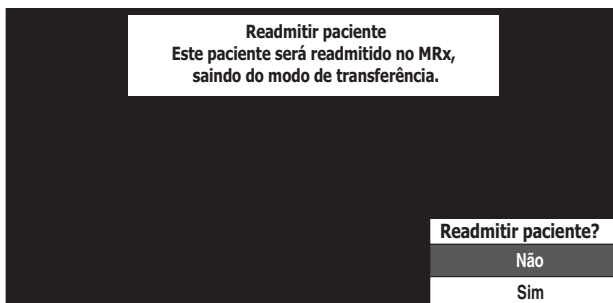 Readmitir paciente
Este paciente será readmitido no MRx,
saindo do modo de transferência.
Readmitir paciente?
Não
Sim